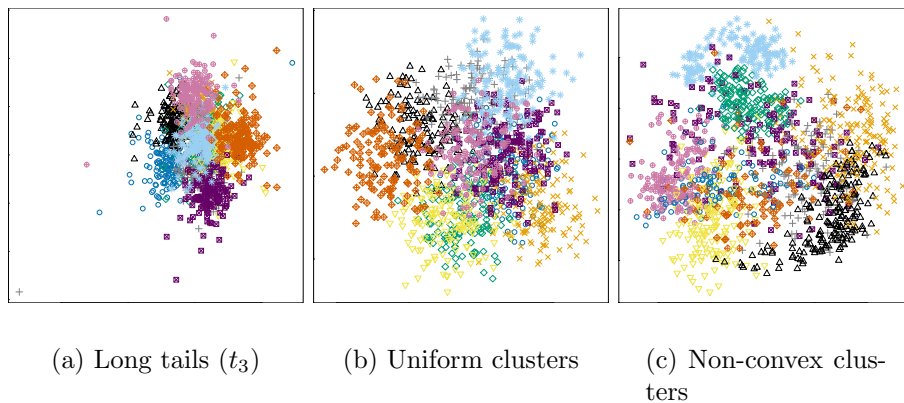 (a) Long tails (t₃)
(b) Uniform clusters
(c) Non-convex clus-
ters